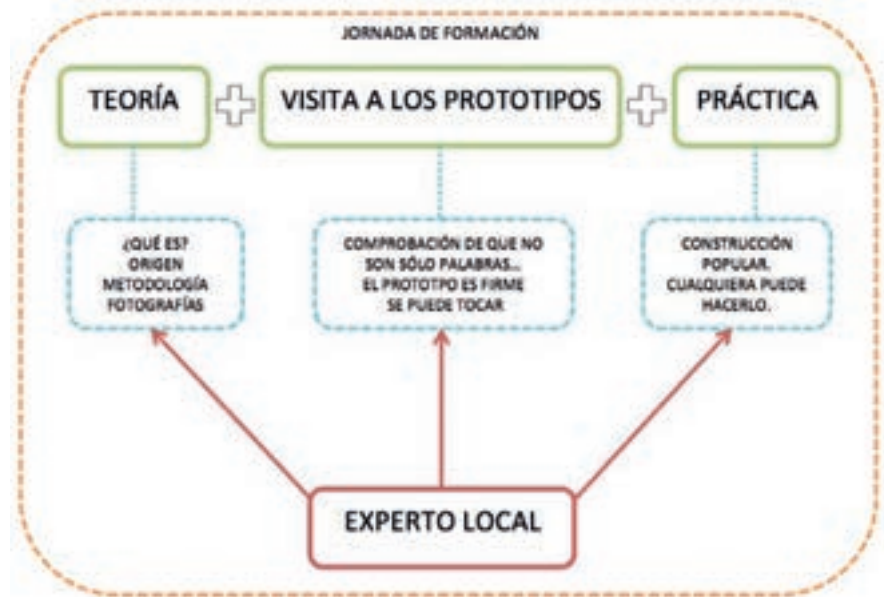 JORNADA DE FORMACIÓN
TEORÍA
VISITA A LOS PROTOTIPOS
PRÁCTICA
¿QUÉ ES?
ORIGEN
METODOLOGÍA
FOTOGRAFÍAS
COMPROBACIÓN DE QUE NO
SON SÓLO PALABRAS...
EL PROTOTPO ES FIRME
SE PUEDE TOCAR
CONSTRUCCIÓN
POPULAR.
CUALQUIERA PUEDE
HACERLO.
EXPERTO LOCAL